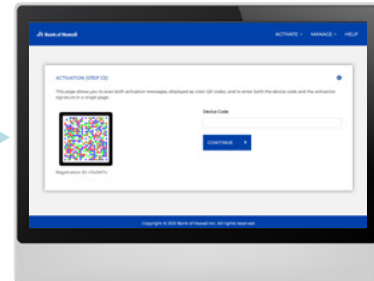 Bank of Hawaii
ACTIVATE
MANAGE
HELP
ACTIVATION (STEP 1/2)
This page allows you to scan both activation messages, displayed as color QR codes, and to enter both the device code and the activation
signature in a single page.
Device Code
CONTINUE
Registration ID
Copyright © 2021 Bank of Hawaii Inc. All rights reserved